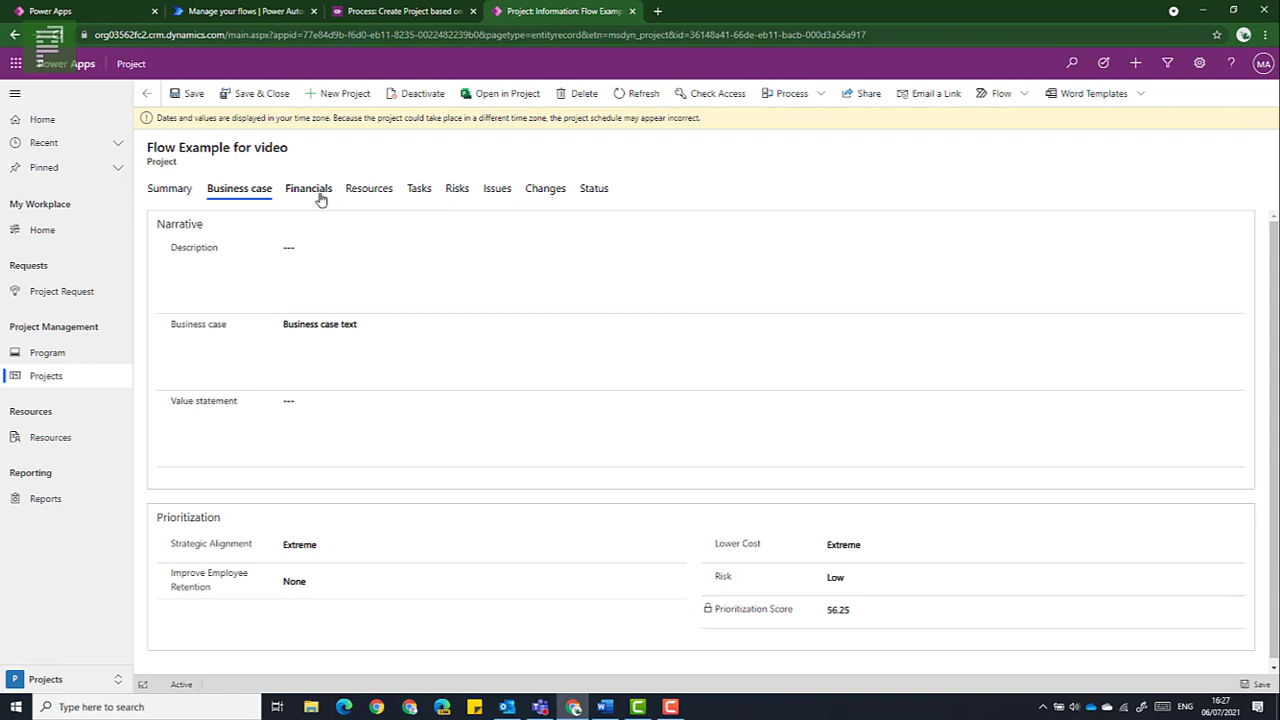 Power Apps
Manage your flows | Power Auto
Process: Create Project based on
Project: Information: Flow Examp
org03562fc2.crm.dynamics.com/main.aspx?appid=77e84d9b-f6d0-eb11-8235-0022482239b0&pagetype=entityrecord&etn=msdyn_project&id=36148a41-66de-eb11-bacb-000d3a56a917
Power Apps
Project
MA
Save
Save & Close
New Project
Deactivate
Open in Project
Delete
Refresh
Check Access
Process
Share
Email a Link
Flow
Word Templates
Dates and values are displayed in your time zone. Because the project could take place in a different time zone, the project schedule may appear incorrect.
Home
Recent
Pinned
My Workplace
Home
Requests
Project Request
Project Management
Program
Projects
Resources
Resources
Reporting
Reports
Flow Example for video
Project
Summary
Business case
Financials
Resources
Tasks
Risks
Issues
Changes
Status
Narrative
Description
---
Business case
Business case text
Value statement
---
Prioritization
Strategic Alignment
Extreme
Improve Employee
Retention
None
Lower Cost
Extreme
Risk
Low
Prioritization Score
56.25
P
Projects
Active
Save
Type here to search
ENG
16:27
06/07/2021